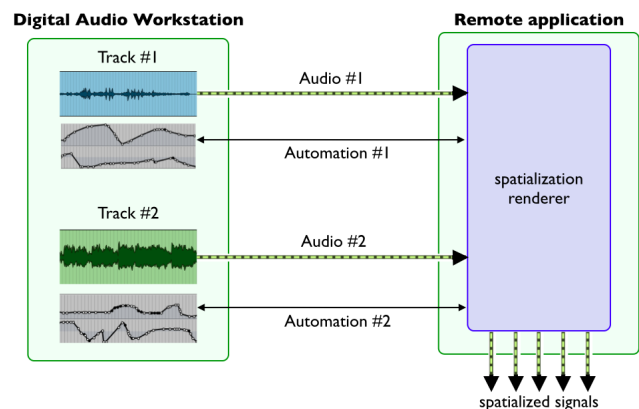 Digital Audio Workstation
Remote application
Track #1
Audio #1
Automation #1
spatialization
renderer
Track #2
Audio #2
Automation #2
spatialized signals